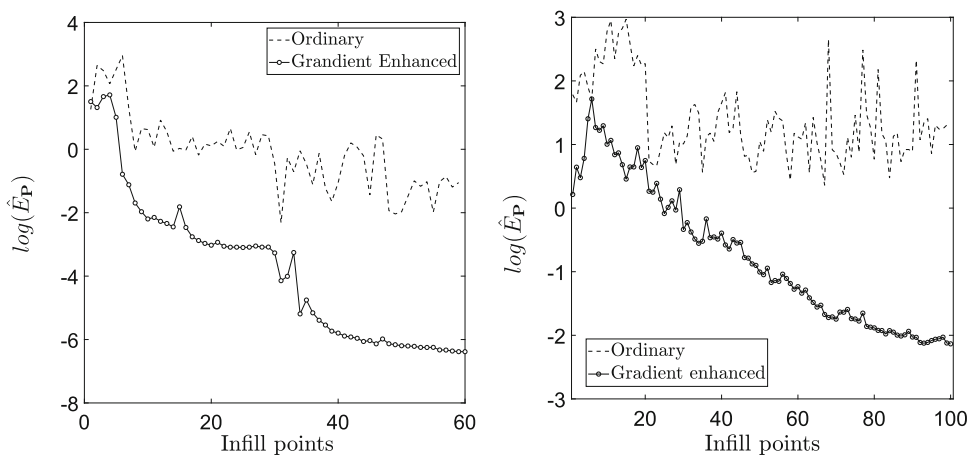 4
2
0
-2
-4
-6
-8
0
20
40
60
Infill points
log(Ê_P)
Ordinary
Grandient Enhanced
3
2
1
0
-1
-2
-3
20
40
60
80
100
Infill points
log(Ê_P)
Ordinary
Gradient enhanced